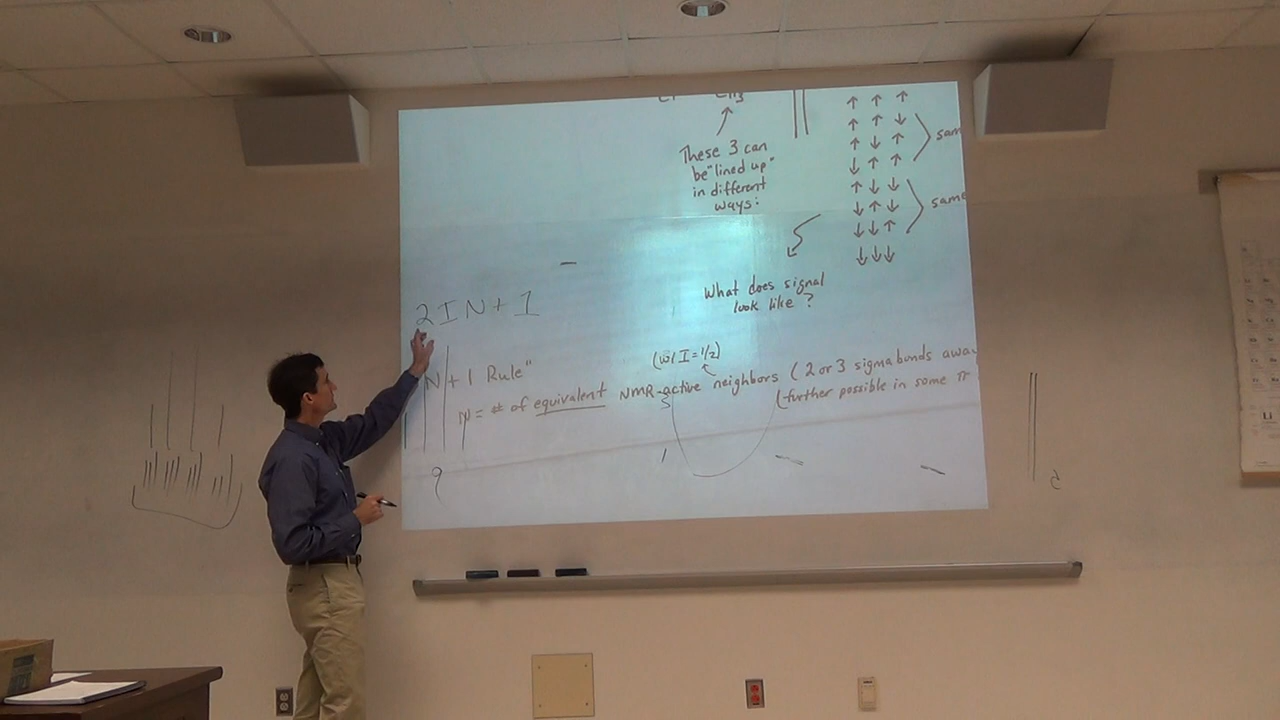 CH3
These 3 can
be "lined up"
in different
ways:
same
same
What does signal
look like?
2IN+1
N+1 Rule"
(w/ I=1/2)
N = # of equivalent NMR-active neighbors (2 or 3 sigma bonds away
(further possible in some π